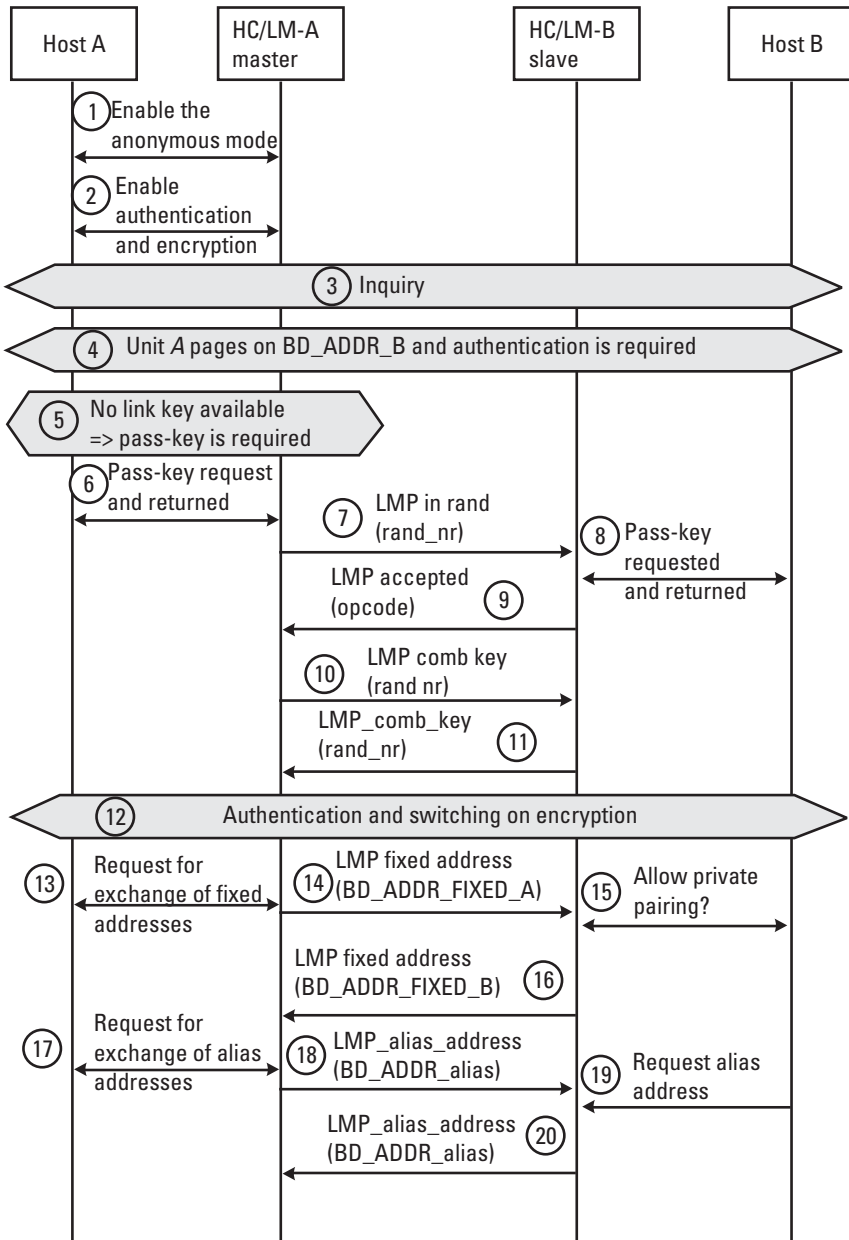 Host A
HC/LM-A
master
HC/LM-B
slave
Host B
1
Enable the
anonymous mode
2
Enable
authentication
and encryption
3
Inquiry
4
Unit A pages on BD_ADDR_B and authentication is required
5
No link key available
=> pass-key is required
6
Pass-key request
and returned
7
LMP in rand
(rand_nr)
8
Pass-key
requested
and returned
LMP accepted
(opcode)
9
10
LMP comb key
(rand nr)
LMP_comb_key
(rand_nr)
11
12
Authentication and switching on encryption
13
Request for
exchange of fixed
addresses
14
LMP fixed address
(BD_ADDR_FIXED_A)
15
Allow private
pairing?
LMP fixed address
(BD_ADDR_FIXED_B)
16
17
Request for
exchange of alias
addresses
18
LMP_alias_address
(BD_ADDR_alias)
19
Request alias
address
LMP_alias_address
(BD_ADDR_alias)
20